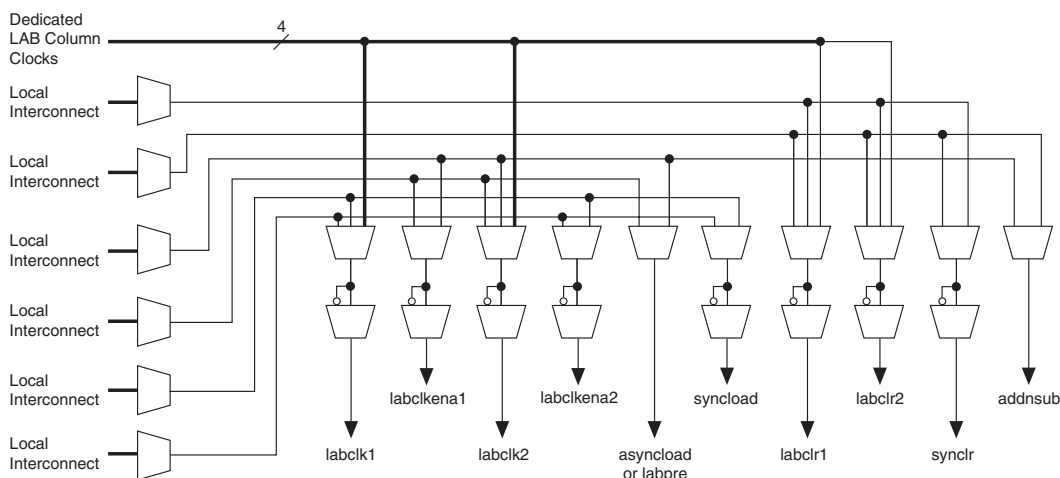 Dedicated
LAB Column
Clocks
4
Local
Interconnect
Local
Interconnect
Local
Interconnect
Local
Interconnect
Local
Interconnect
Local
Interconnect
labclkena1
labclkena2
syncload
labclr2
addnsub
labclk1
labclk2
asyncload
or labpre
labclr1
synclr